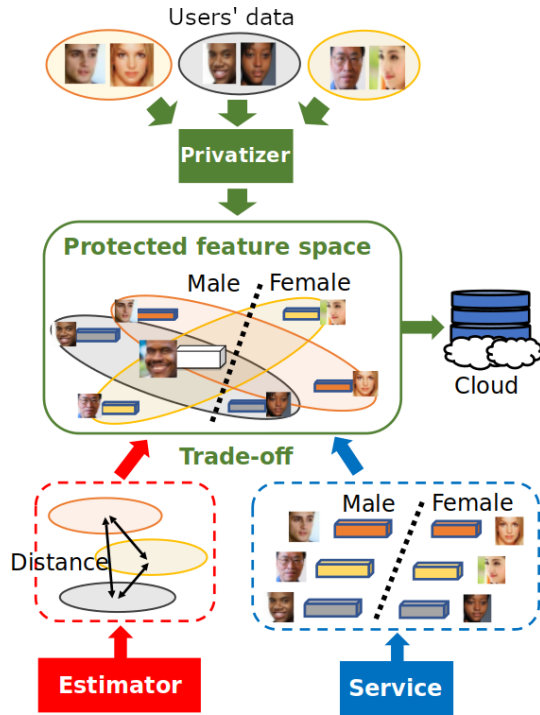 Users' data
Privatizer
Protected feature space
Male Female
Cloud
Trade-off
Male Female
Distance
Estimator
Service